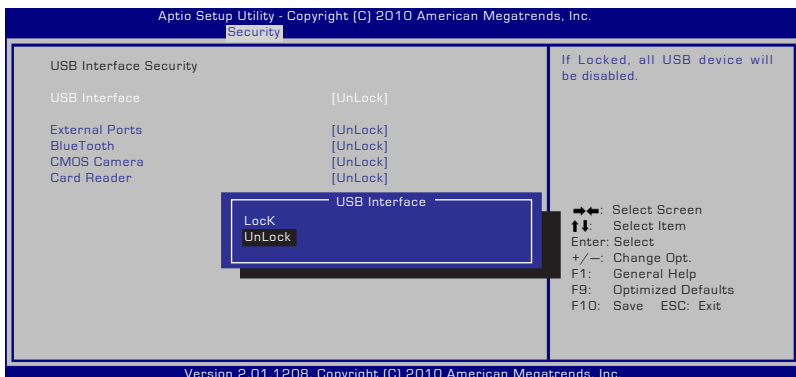 Aptio Setup Utility - Copyright (C) 2010 American Megatrends, Inc.
Security
USB Interface Security
USB Interface [UnLock]
External Ports [UnLock]
BlueTooth [UnLock]
CMOS Camera [UnLock]
Card Reader [UnLock]
USB Interface
LocK
UnLock
If Locked, all USB device will
be disabled.
→←: Select Screen
↑↓: Select Item
Enter: Select
+/—: Change Opt.
F1: General Help
F9: Optimized Defaults
F10: Save ESC: Exit
Version 2.01.1208. Copyright (C) 2010 American Megatrends, Inc.